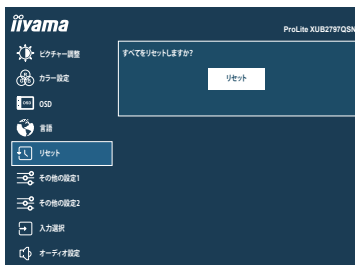 iiyama
ProLite XUB2797QSN
ピクチャー調整
すべてをリセットしますか?
リセット
カラー設定
OSD
言語
リセット
その他の設定1
その他の設定2
入力選択
オーディオ設定